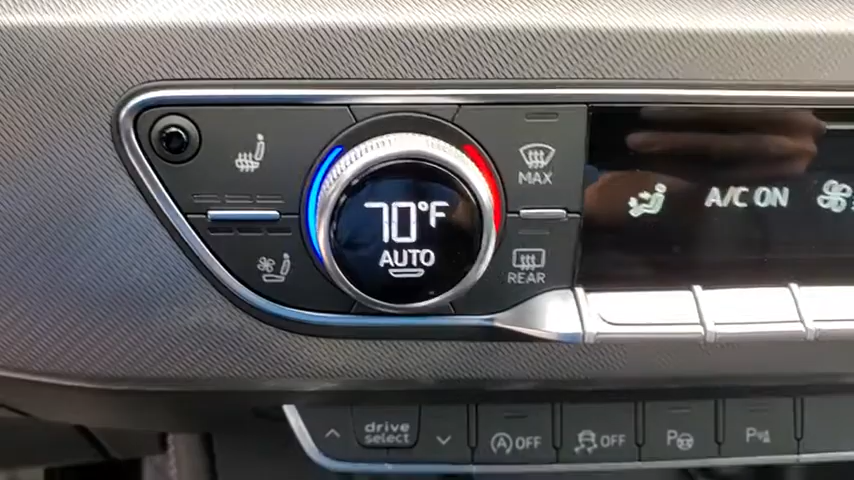 70°F
AUTO
MAX
REAR
A/C ON
drive
select
A OFF
OFF
P
P